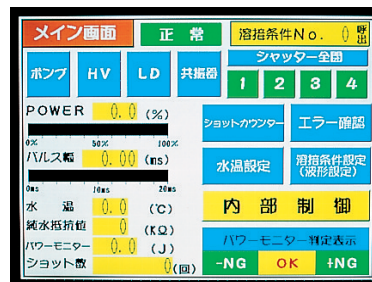 メイン画面 正 常 溶接条件No. 0 呼出
ポンプ HV LD 共振器 シャッター全閉
1 2 3 4
POWER 0.0 (%)
0% 50% 100%
ショットカウンター エラー確認
パルス幅 0.00 (ms)
0ms 10ms 20ms
水温設定 溶接条件設定
(波形設定)
水 温 0.0 (℃)
純水抵抗値 0 (KΩ)
パワーモニター 0.0 (J)
ショット数 0(回)
内 部 制 御
パワーモニター判定表示
-NG OK +NG